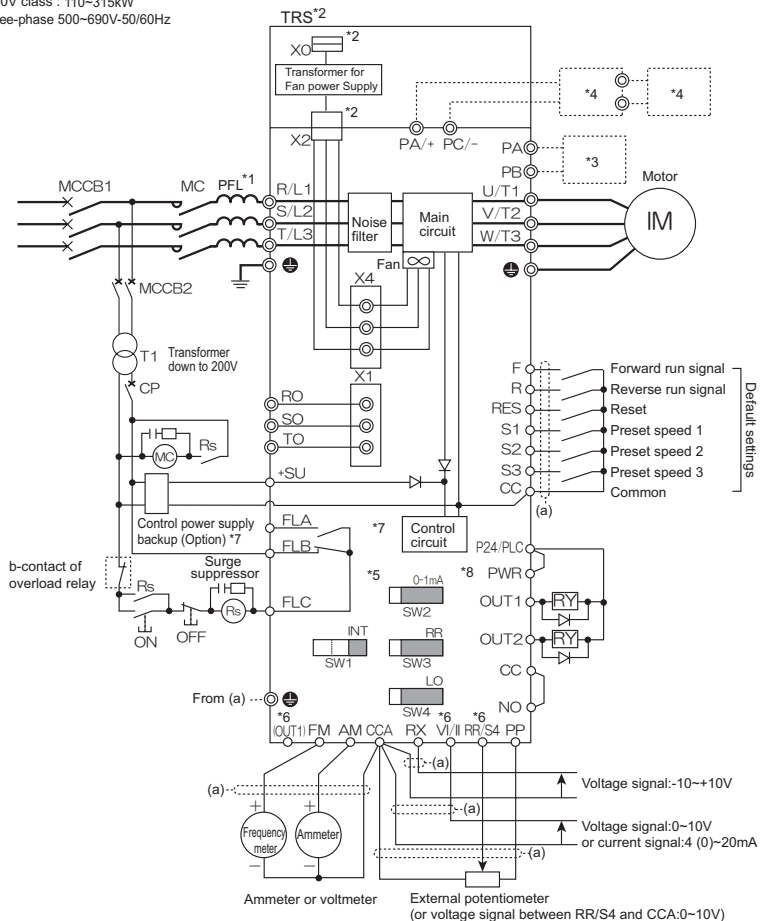 0V class : 110~315kW
ee-phase 500~690V-50/60Hz
TRS*2
X0
*2
Transformer for
Fan power Supply
*2
X2
PA/+ PC/-
*4
*4
PA
PB
*3
MCCB1
MC
PFL*1
R/L1
S/L2
T/L3
Noise
filter
Main
circuit
Fan
U/T1
V/T2
W/T3
Motor
IM
X4
MCCB2
T1
Transformer
down to 200V
CP
X1
RO
SO
TO
MC
Rs
+SU
F
R
RES
S1
S2
S3
CC
(a)
Forward run signal
Reverse run signal
Reset
Preset speed 1
Preset speed 2
Preset speed 3
Common
Default settings
Control power supply
backup (Option) *7
FLA
FLB
FLC
*7
Control
circuit
b-contact of
overload relay
Surge
suppressor
Rs
Rs
ON
OFF
*5
0-1mA
SW2
INT
SW1
RR
SW3
LO
SW4
*8
P24/PLC
PWR
OUT1
RY
OUT2
RY
CC
NO
From (a)
*6
(OUT1)
FM
AM
CCA
RX
*6
VI/II
*6
RR/S4
PP
(a)
(a)
(a)
(a)
+
+
Frequency
meter
Ammeter
−
−
Ammeter or voltmeter
Voltage signal:-10~+10V
Voltage signal:0~10V
or current signal:4 (0)~20mA
External potentiometer
(or voltage signal between RR/S4 and CCA:0~10V)